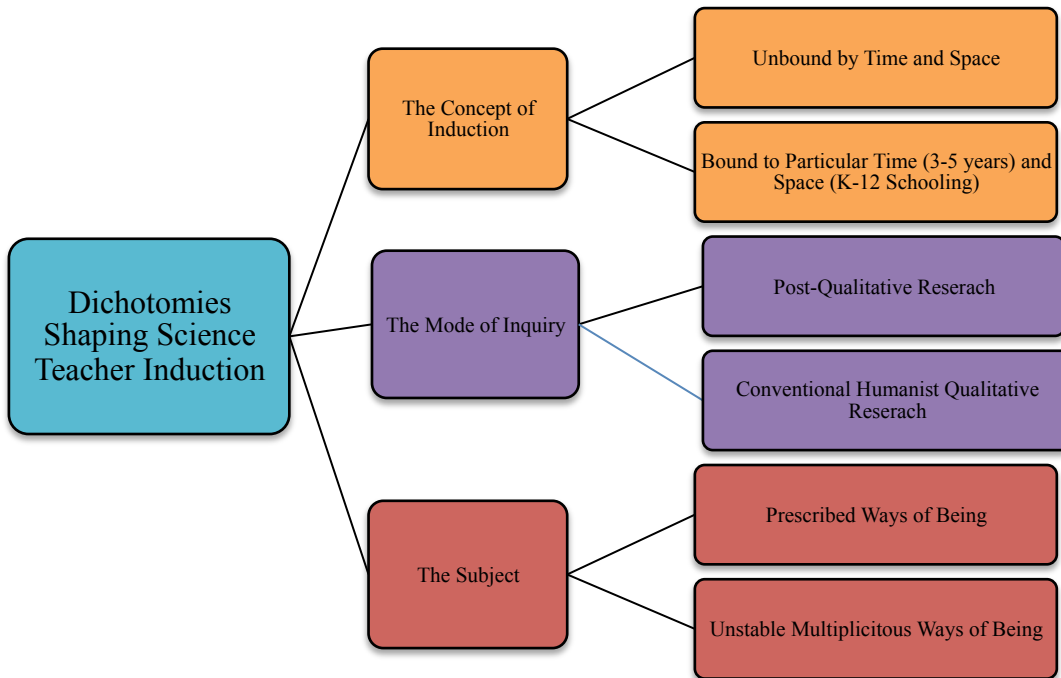 Dichotomies
Shaping Science
Teacher Induction
The Concept of
Induction
Unbound by Time and Space
Bound to Particular Time (3-5 years) and
Space (K-12 Schooling)
The Mode of Inquiry
Post-Qualitative Reserach
Conventional Humanist Qualitative
Reserach
The Subject
Prescribed Ways of Being
Unstable Multiplicitous Ways of Being